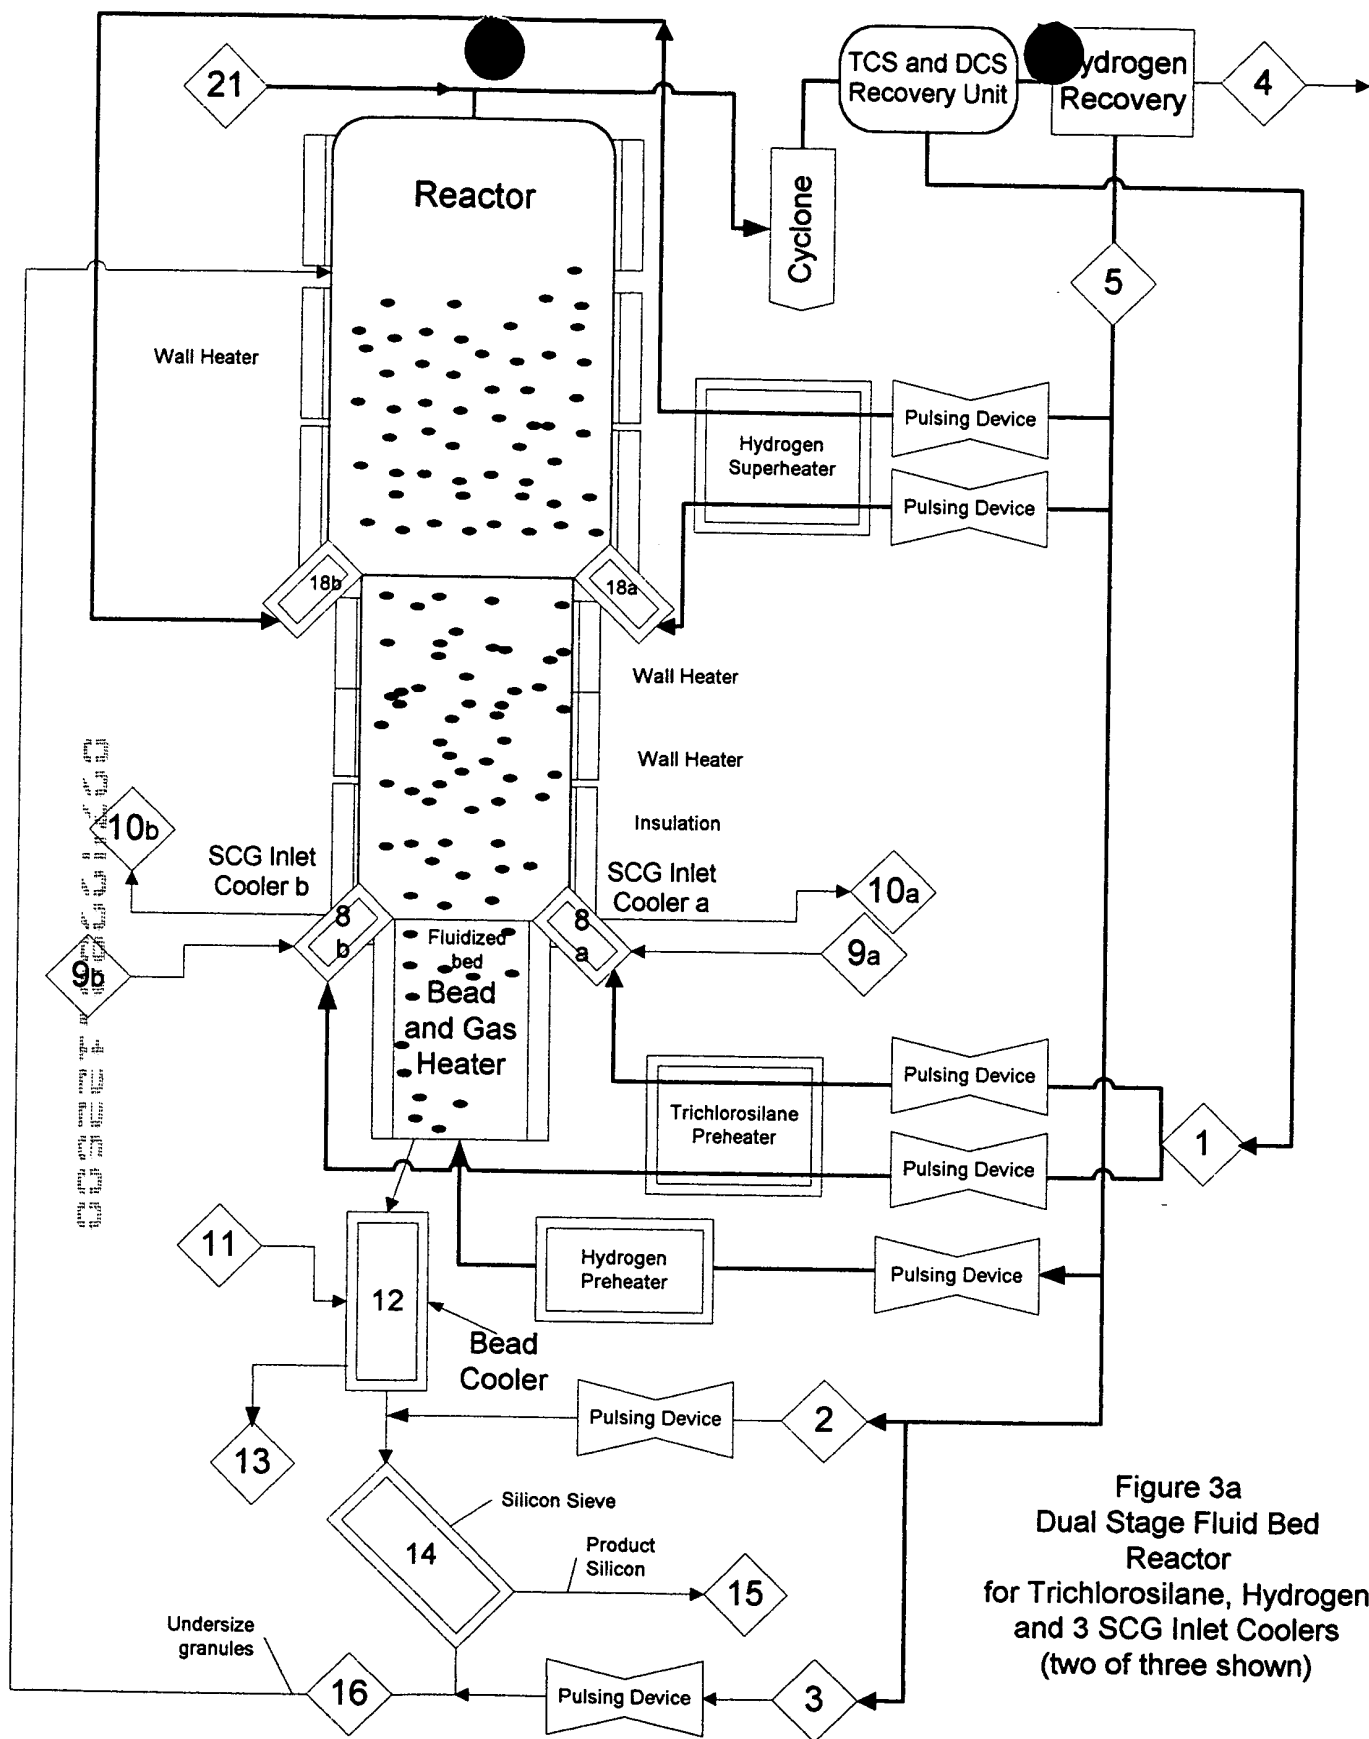 21
TCS and DCS
Recovery Unit
ydrogen
Recovery
4
Reactor
Cyclone
5
Wall Heater
Pulsing Device
Hydrogen
Superheater
Pulsing Device
18b
18a
Wall Heater
Wall Heater
Insulation
10b
SCG Inlet
Cooler b
SCG Inlet
Cooler a
10a
8
b
8
a
9b
9a
Fluidized
bed
Bead
and Gas
Heater
Pulsing Device
Trichlorosilane
Preheater
1
Pulsing Device
11
Hydrogen
Preheater
Pulsing Device
12
Bead
Cooler
Pulsing Device
2
13
Silicon Sieve
14
Product
Silicon
15
Undersize
granules
16
Pulsing Device
3
Figure 3a
Dual Stage Fluid Bed
Reactor
for Trichlorosilane, Hydrogen
and 3 SCG Inlet Coolers
(two of three shown)